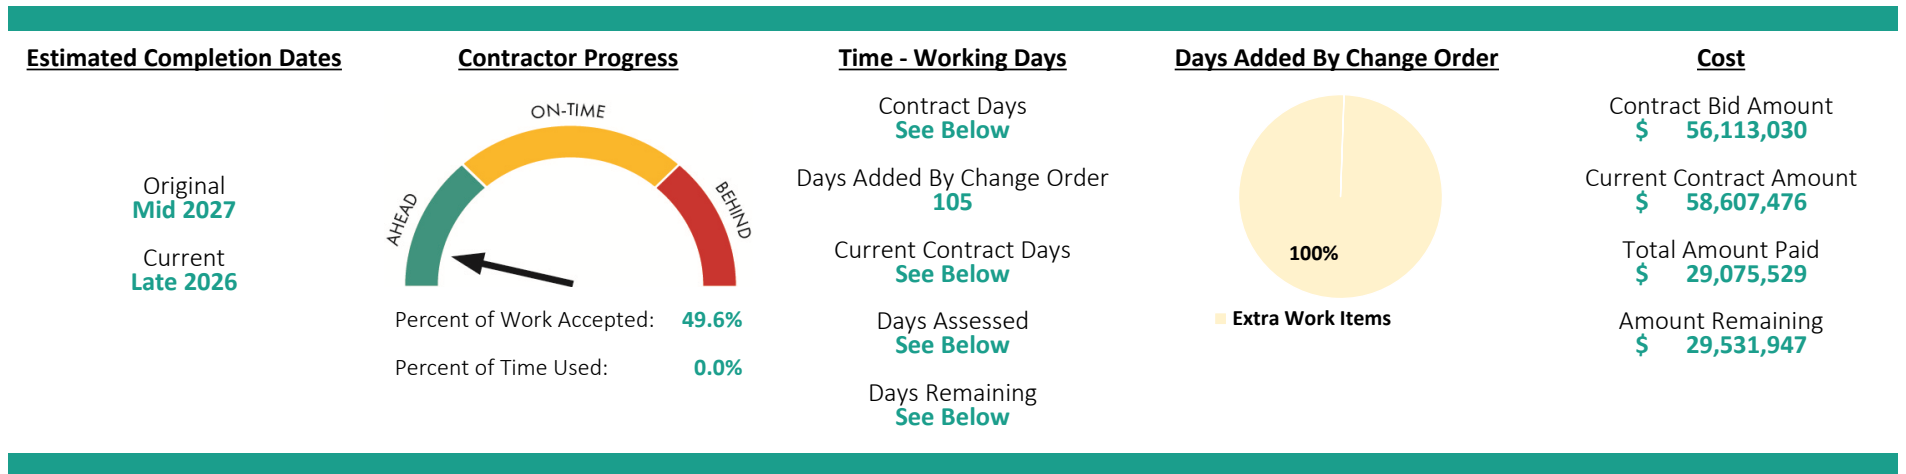 Estimated Completion Dates
Original
Mid 2027
Current
Late 2026
Contractor Progress
AHEAD
ON-TIME
BEHIND
Percent of Work Accepted: 49.6%
Percent of Time Used: 0.0%
Time - Working Days
Contract Days
See Below
Days Added By Change Order
105
Current Contract Days
See Below
Days Assessed
See Below
Days Remaining
See Below
Days Added By Change Order
100%
Extra Work Items
Cost
Contract Bid Amount
$ 56,113,030
Current Contract Amount
$ 58,607,476
Total Amount Paid
$ 29,075,529
Amount Remaining
$ 29,531,947